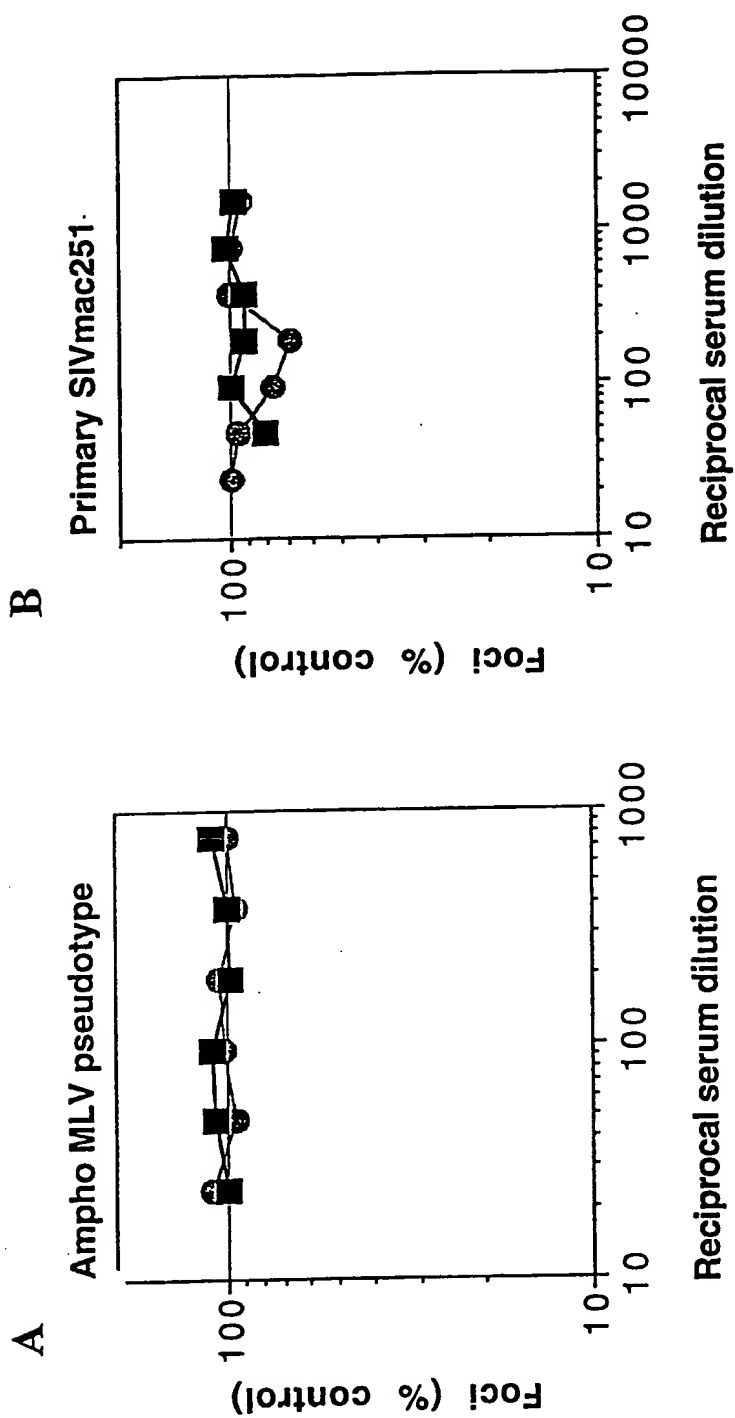 A
Ampho MLV pseudotype
Foci (% control)
100
10
10
100
1000
Reciprocal serum dilution
B
Primary SIVmac251
Foci (% control)
100
10
10
100
1000
10000
Reciprocal serum dilution